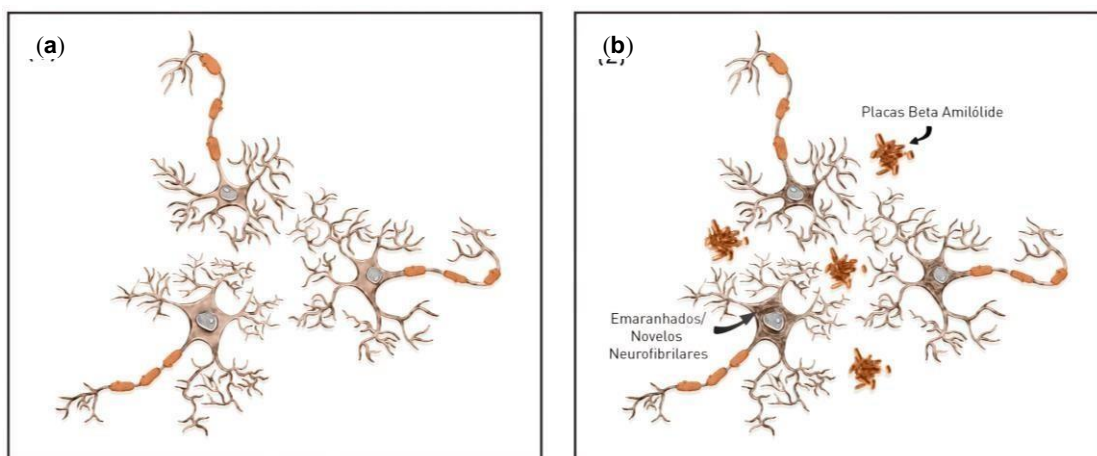 (a)
(b)
Placas Beta Amilólide
Emaranhados/
Novelos
Neurofibrilares